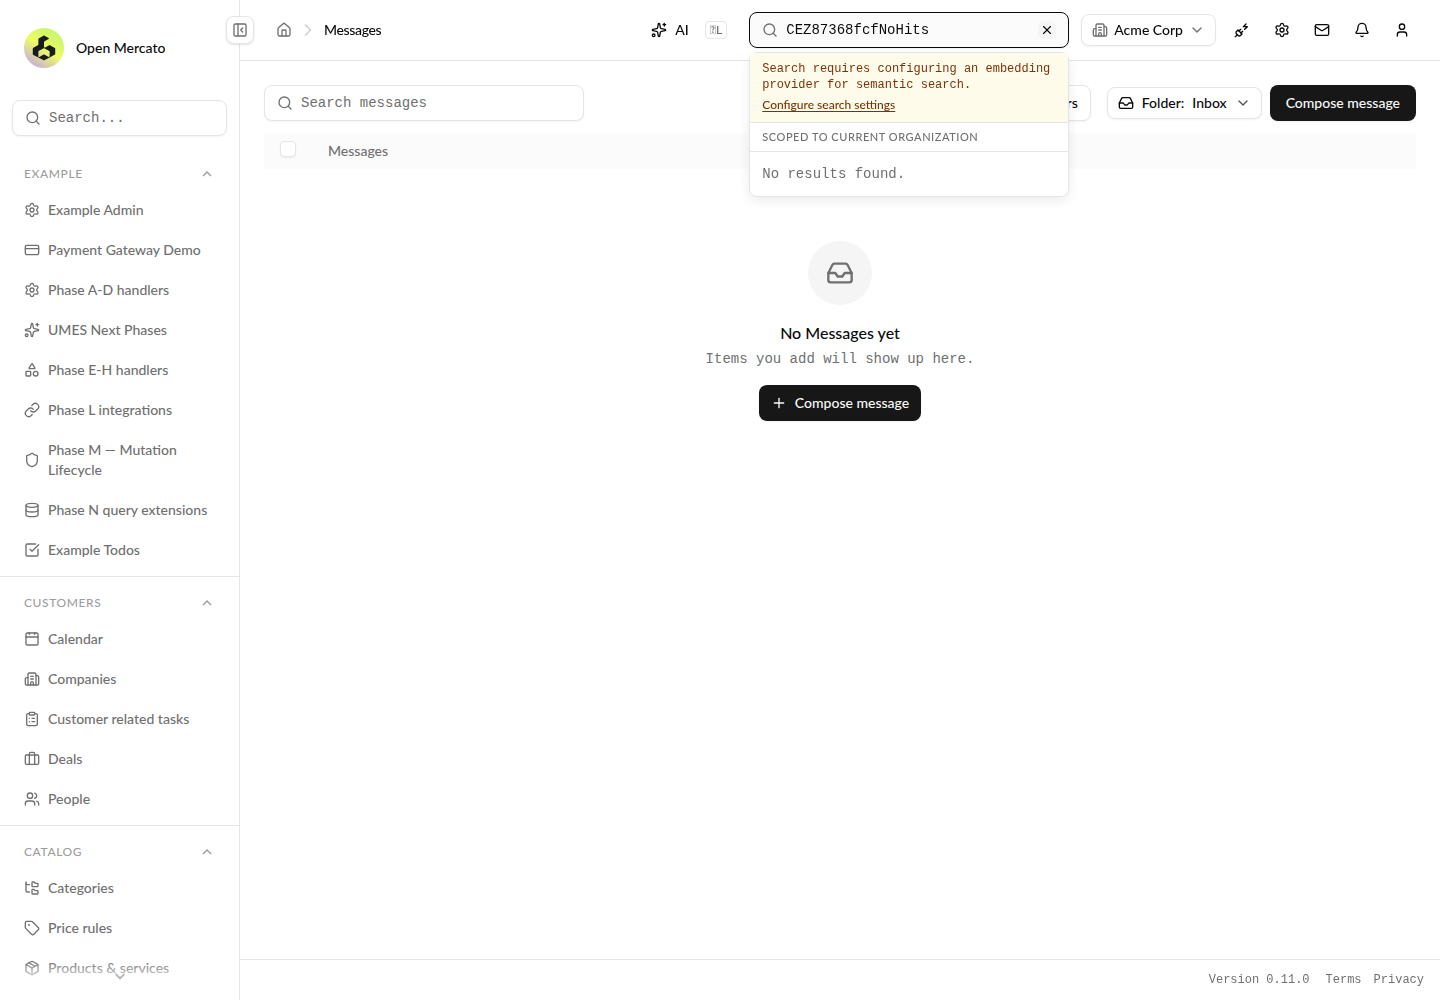 Open Mercato
Search...
EXAMPLE
Example Admin
Payment Gateway Demo
Phase A-D handlers
UMES Next Phases
Phase E-H handlers
Phase L integrations
Phase M — Mutation
Lifecycle
Phase N query extensions
Example Todos
CUSTOMERS
Calendar
Companies
Customer related tasks
Deals
People
CATALOG
Categories
Price rules
Products & services
Messages
AI
L
CEZ87368fcfNoHits
Acme Corp
Search requires configuring an embedding
provider for semantic search.
Configure search settings
SCOPED TO CURRENT ORGANIZATION
No results found.
Search messages
Folder: Inbox
Compose message
Messages
No Messages yet
Items you add will show up here.
Compose message
Version 0.11.0
Terms
Privacy